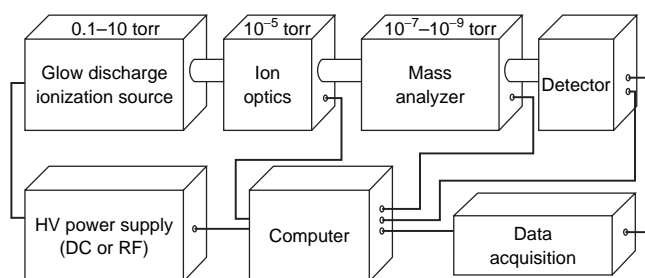 0.1–10 torr
10⁻⁵ torr
10⁻⁷–10⁻⁹ torr
Glow discharge
ionization source
Ion
optics
Mass
analyzer
Detector
HV power supply
(DC or RF)
Computer
Data
acquisition